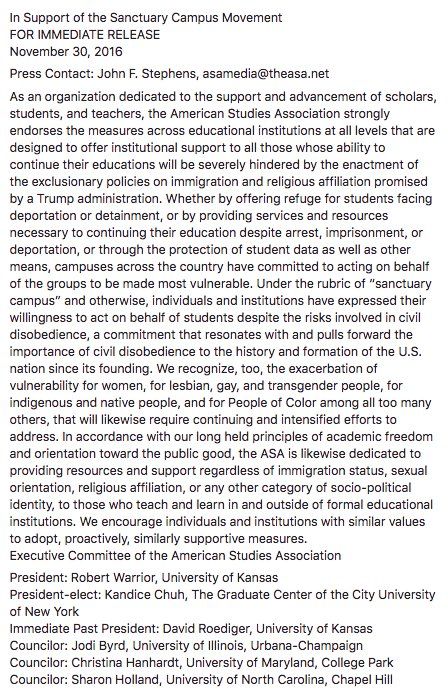 In Support of the Sanctuary Campus Movement
FOR IMMEDIATE RELEASE
November 30, 2016
Press Contact: John F. Stephens, asamedia@theasa.net
As an organization dedicated to the support and advancement of scholars,
students, and teachers, the American Studies Association strongly
endorses the measures across educational institutions at all levels that are
designed to offer institutional support to all those whose ability to
continue their educations will be severely hindered by the enactment of
the exclusionary policies on immigration and religious affiliation promised
by a Trump administration. Whether by offering refuge for students facing
deportation or detainment, or by providing services and resources
necessary to continuing their education despite arrest, imprisonment, or
deportation, or through the protection of student data as well as other
means, campuses across the country have committed to acting on behalf
of the groups to be made most vulnerable. Under the rubric of “sanctuary
campus” and otherwise, individuals and institutions have expressed their
willingness to act on behalf of students despite the risks involved in civil
disobedience, a commitment that resonates with and pulls forward the
importance of civil disobedience to the history and formation of the U.S.
nation since its founding. We recognize, too, the exacerbation of
vulnerability for women, for lesbian, gay, and transgender people, for
indigenous and native people, and for People of Color among all too many
others, that will likewise require continuing and intensified efforts to
address. In accordance with our long held principles of academic freedom
and orientation toward the public good, the ASA is likewise dedicated to
providing resources and support regardless of immigration status, sexual
orientation, religious affiliation, or any other category of socio-political
identity, to those who teach and learn in and outside of formal educational
institutions. We encourage individuals and institutions with similar values
to adopt, proactively, similarly supportive measures.
Executive Committee of the American Studies Association
President: Robert Warrior, University of Kansas
President-elect: Kandice Chuh, The Graduate Center of the City University
of New York
Immediate Past President: David Roediger, University of Kansas
Councilor: Jodi Byrd, University of Illinois, Urbana-Champaign
Councilor: Christina Hanhardt, University of Maryland, College Park
Councilor: Sharon Holland, University of North Carolina, Chapel Hill